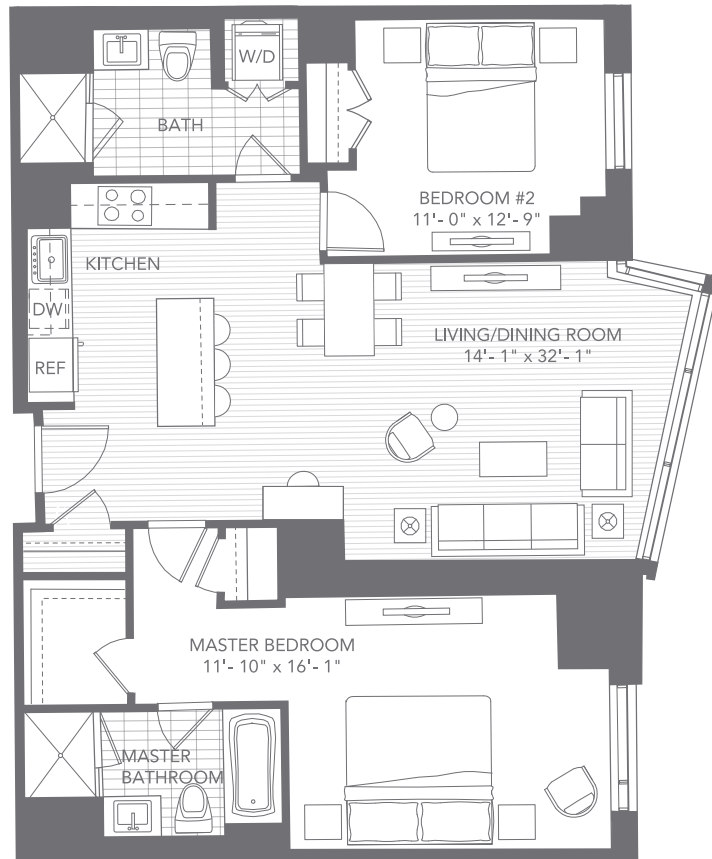 W/D
BATH
BEDROOM #2
11'- 0" x 12'- 9"
KITCHEN
DW
REF
LIVING/DINING ROOM
14'- 1" x 32'- 1"
MASTER BEDROOM
11'- 10" x 16'- 1"
MASTER
BATHROOM